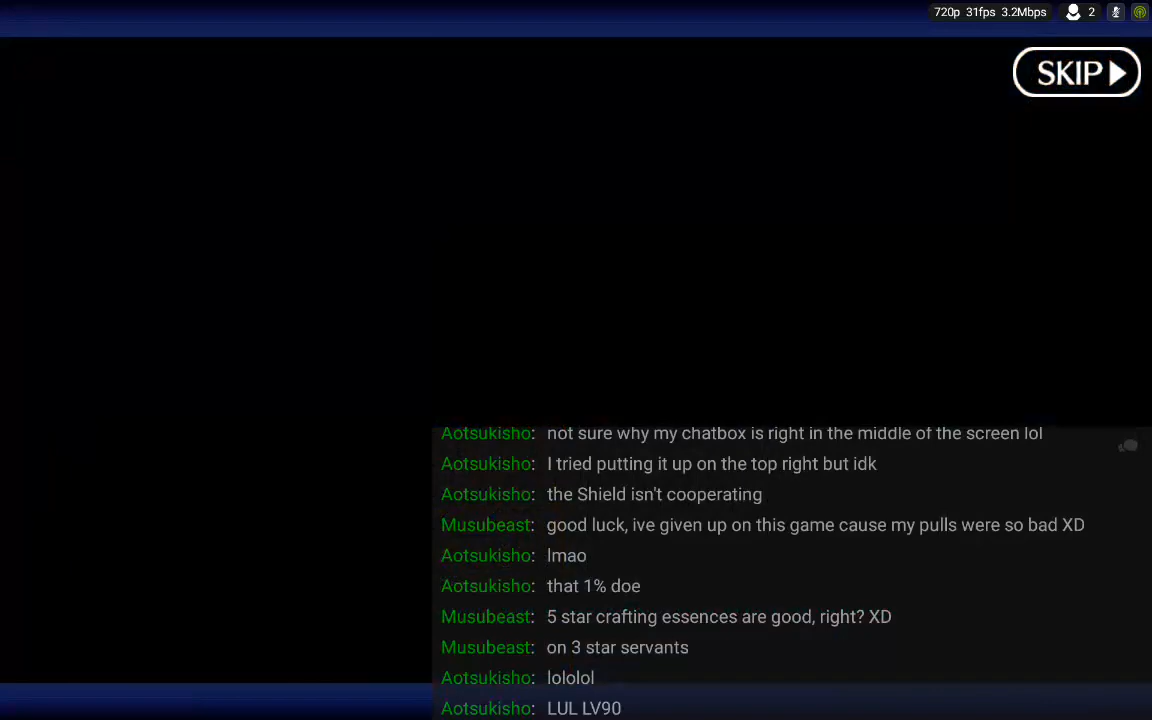 720p 31fps 3.2Mbps 2
SKIP
Aotsukisho: not sure why my chatbox is right in the middle of the screen lol
Aotsukisho: I tried putting it up on the top right but idk
Aotsukisho: the Shield isn't cooperating
Musubeast: good luck, ive given up on this game cause my pulls were so bad XD
Aotsukisho: lmao
Aotsukisho: that 1% doe
Musubeast: 5 star crafting essences are good, right? XD
Musubeast: on 3 star servants
Aotsukisho: lololol
Aotsukisho: LUL LV90